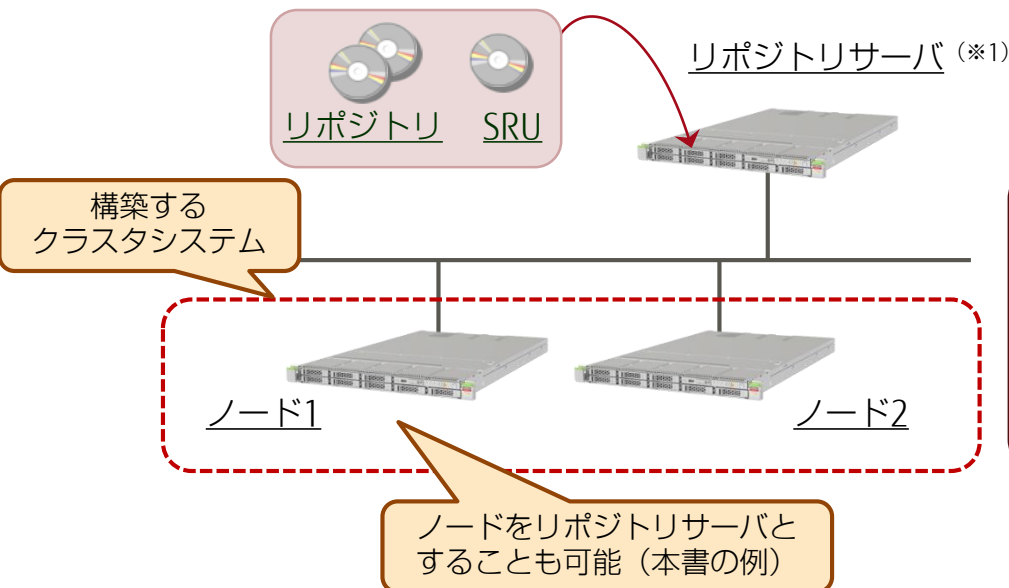 リポジトリ SRU
リポジトリサーバ (※1)
構築する
クラスタシステム
ノード1
ノード2
ノードをリポジトリサーバと
することも可能（本書の例）